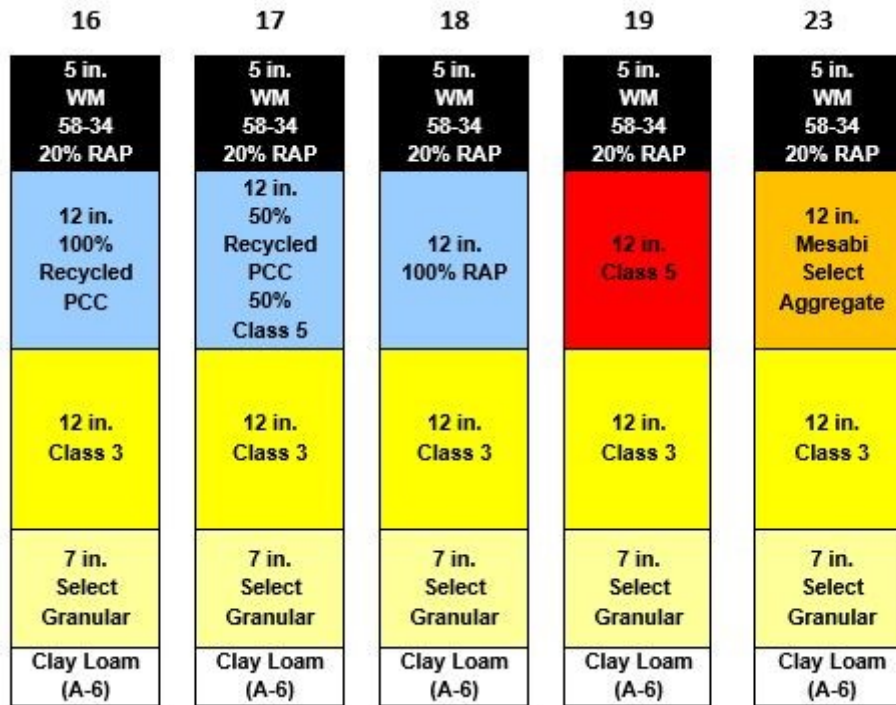 16
17
18
19
23
5 in.
WM
58-34
20% RAP
5 in.
WM
58-34
20% RAP
5 in.
WM
58-34
20% RAP
5 in.
WM
58-34
20% RAP
5 in.
WM
58-34
20% RAP
12 in.
100%
Recycled
PCC
12 in.
50%
Recycled
PCC
50%
Class 5
12 in.
100% RAP
12 in.
Class 5
12 in.
Mesabi
Select
Aggregate
12 in.
Class 3
12 in.
Class 3
12 in.
Class 3
12 in.
Class 3
12 in.
Class 3
7 in.
Select
Granular
7 in.
Select
Granular
7 in.
Select
Granular
7 in.
Select
Granular
7 in.
Select
Granular
Clay Loam
(A-6)
Clay Loam
(A-6)
Clay Loam
(A-6)
Clay Loam
(A-6)
Clay Loam
(A-6)